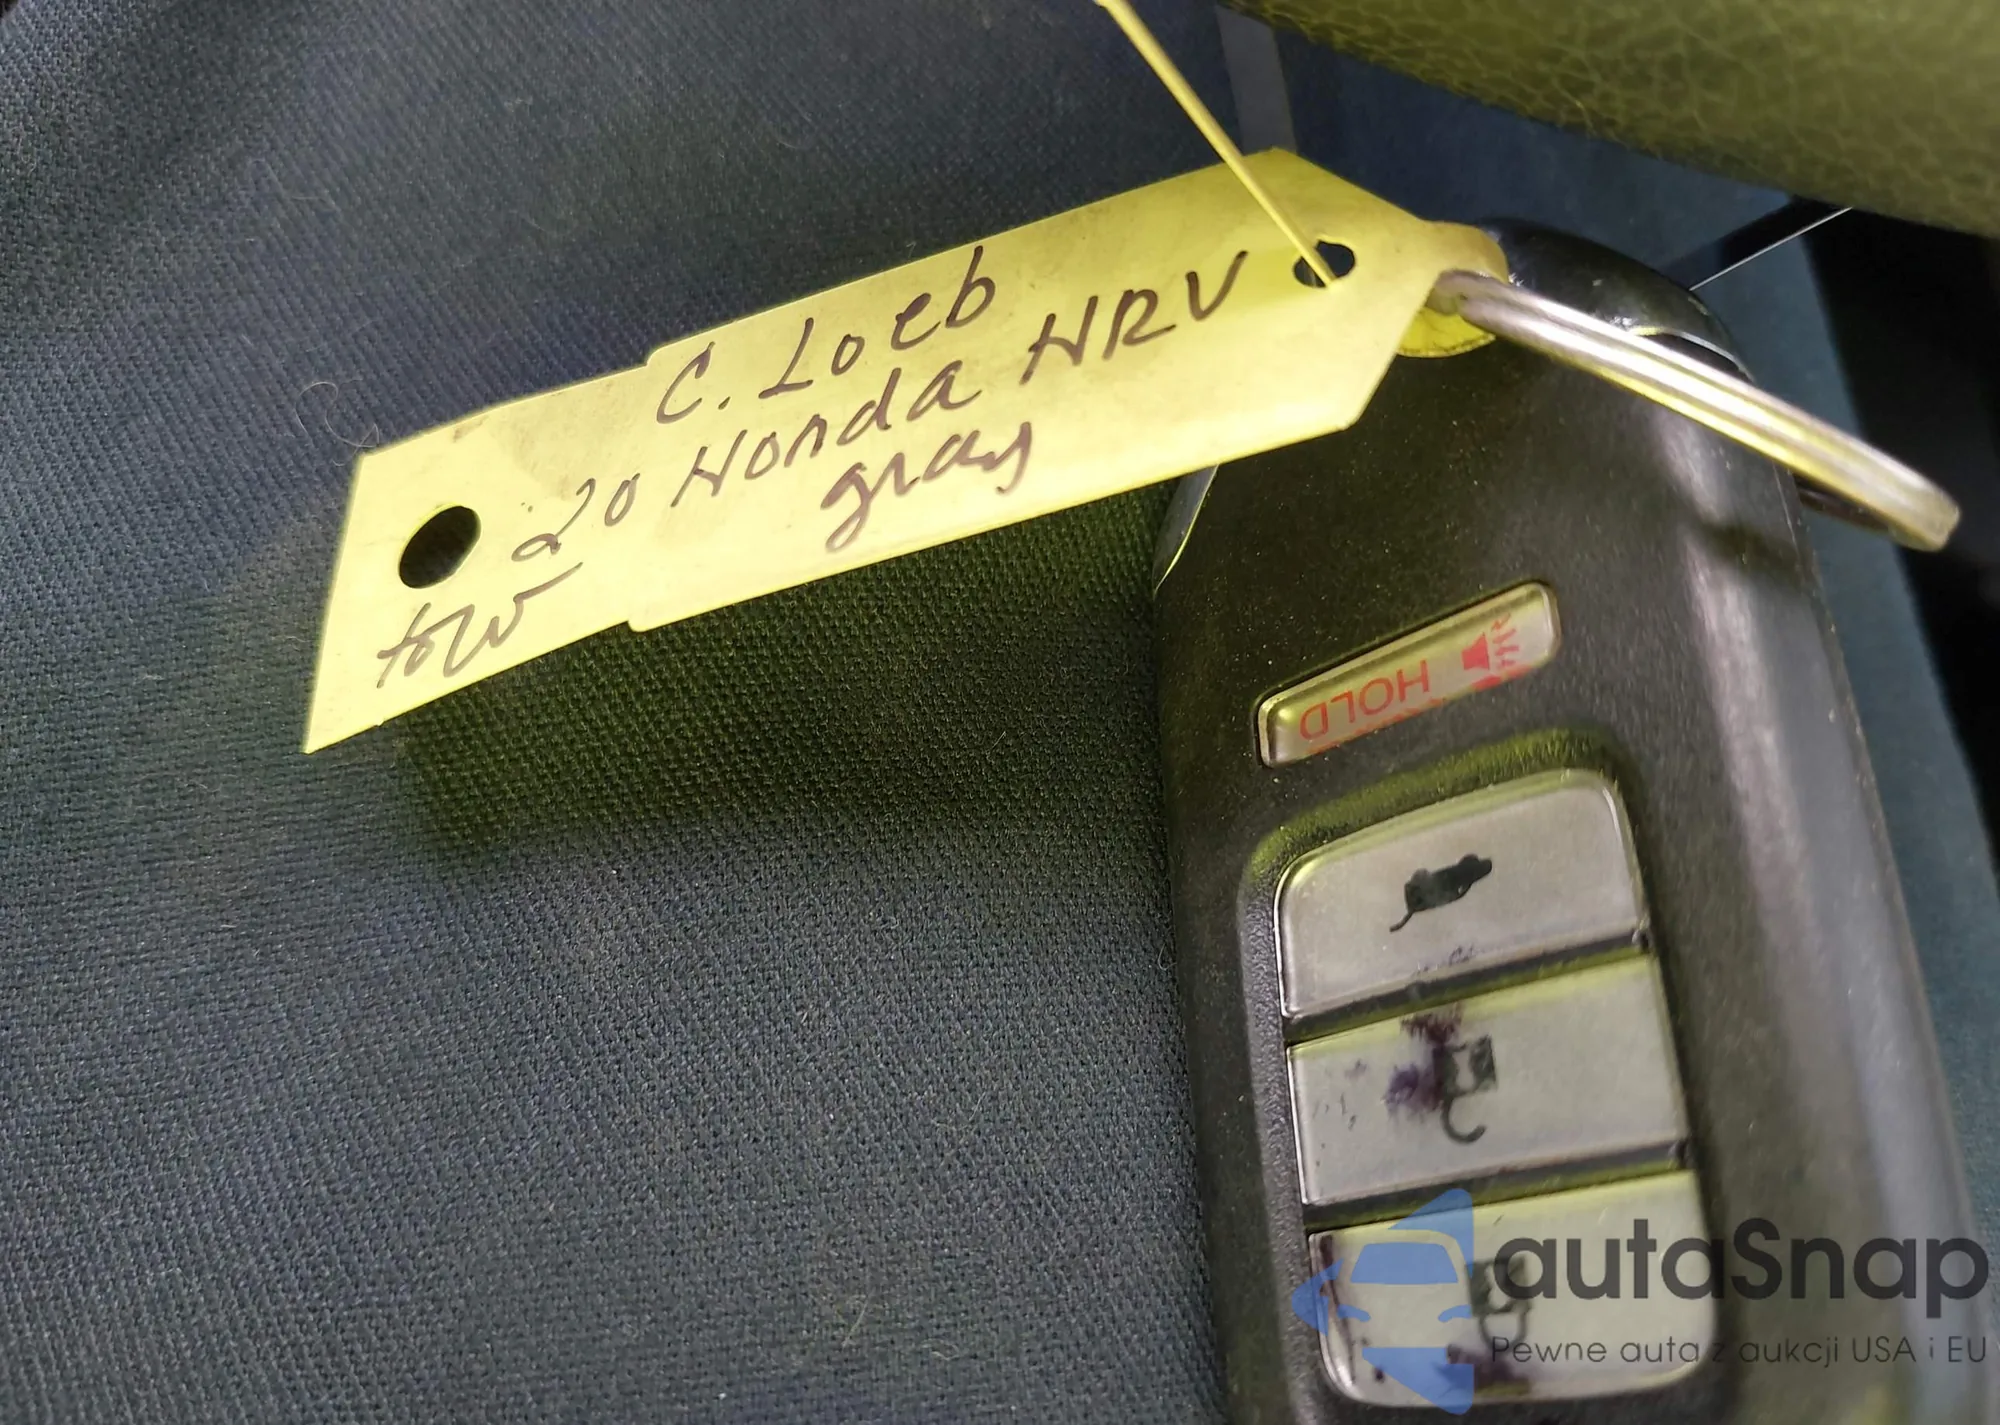 C. Loeb
20 Honda HRV
gray
tow
HOLD
autaSnap
Pewne auta z aukcji USA i EU